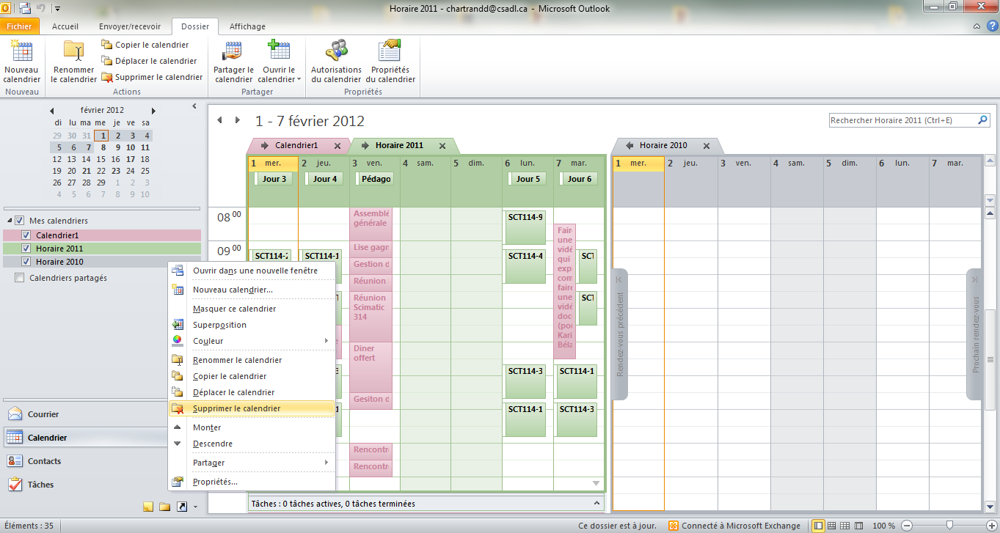 Horaire 2011 - chartrandd@csadl.ca - Microsoft Outlook
Fichier Accueil Envoyer/recevoir Dossier Affichage
Nouveau calendrier
Renommer le calendrier
Copier le calendrier
Déplacer le calendrier
Supprimer le calendrier
Partager le calendrier
Ouvrir le calendrier
Autorisations du calendrier
Propriétés du calendrier
Nouveau Actions Partager Propriétés
février 2012
di lu ma me je ve sa
29 30 31 1 2 3 4
5 6 7 8 9 10 11
12 13 14 15 16 17 18
19 20 21 22 23 24 25
26 27 28 29 1 2 3
4 5 6 7 8 9 10
Mes calendriers
Calendrier1
Horaire 2011
Horaire 2010
Calendriers partagés
Courrier
Calendrier
Contacts
Tâches
1 - 7 février 2012
Rechercher Horaire 2011 (Ctrl+E)
Calendrier1 Horaire 2011 Horaire 2010
1 mer. 2 jeu. 3 ven. 4 sam. 5 dim. 6 lun. 7 mar.
Jour 3 Jour 4 Pédago Jour 5 Jour 6
1 mer. 2 jeu. 3 ven. 4 sam. 5 dim. 6 lun. 7 mar.
08 00
09 00
SCT114-2
SCT114-1
Assemblé
générale
Lise gagn
Gestion d
Réunion
Réunion
Scimatic
314
Diner
offert
Gesiton d
Rencontr
Rencontr
SCT114-9
SCT114-4
SCT114-3
SCT114-1
Fair
une
vidé
qui
expl
com
faire
une
vidé
doc
(pou
Kari
Béla
SCT
SCT
SCT114-1
SCT114-3
Rendez-vous précédent
Prochain rendez-vous
Ouvrir dans une nouvelle fenêtre
Nouveau calendrier...
Masquer ce calendrier
Superposition
Couleur
Renommer le calendrier
Copier le calendrier
Déplacer le calendrier
Supprimer le calendrier
Monter
Descendre
Partager
Propriétés...
Tâches : 0 tâches actives, 0 tâches terminées
Éléments : 35 Ce dossier est à jour. Connecté à Microsoft Exchange 100 %